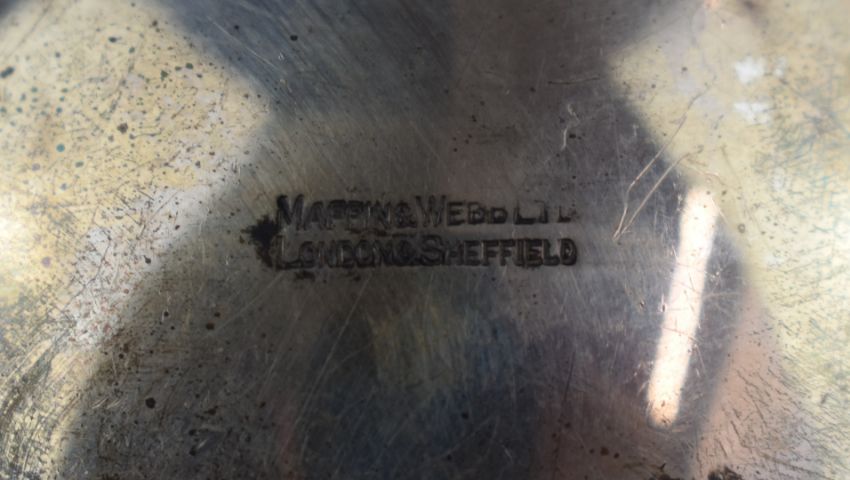 MAPPIN & WEBB LTD
LONDON & SHEFFIELD